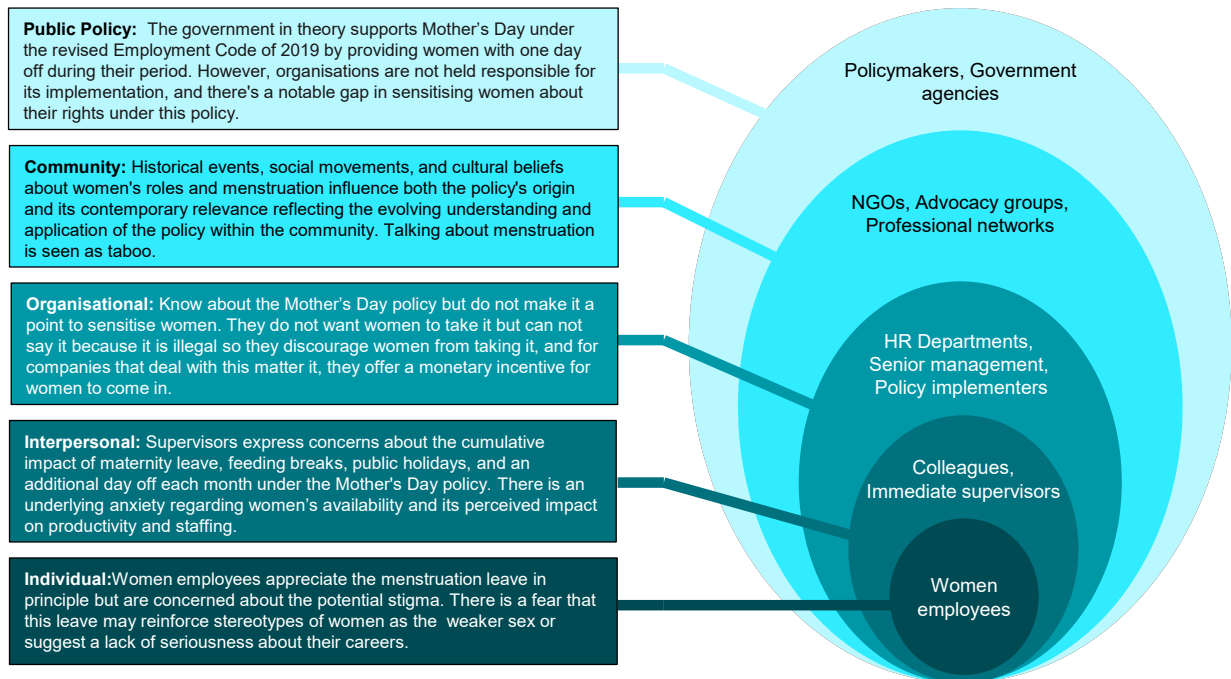 Public Policy: The government in theory supports Mother's Day under
the revised Employment Code of 2019 by providing women with one day
off during their period. However, organisations are not held responsible for
its implementation, and there's a notable gap in sensitising women about
their rights under this policy.
Community: Historical events, social movements, and cultural beliefs
about women's roles and menstruation influence both the policy's origin
and its contemporary relevance reflecting the evolving understanding and
application of the policy within the community. Talking about menstruation
is seen as taboo.
Organisational: Know about the Mother's Day policy but do not make it a
point to sensitise women. They do not want women to take it but can not
say it because it is illegal so they discourage women from taking it, and for
companies that deal with this matter it, they offer a monetary incentive for
women to come in.
Interpersonal: Supervisors express concerns about the cumulative
impact of maternity leave, feeding breaks, public holidays, and an
additional day off each month under the Mother's Day policy. There is an
underlying anxiety regarding women's availability and its perceived impact
on productivity and staffing.
Individual:Women employees appreciate the menstruation leave in
principle but are concerned about the potential stigma. There is a fear that
this leave may reinforce stereotypes of women as the weaker sex or
suggest a lack of seriousness about their careers.
Policymakers, Government
agencies
NGOs, Advocacy groups,
Professional networks
HR Departments,
Senior management,
Policy implementers
Colleagues,
Immediate supervisors
Women
employees